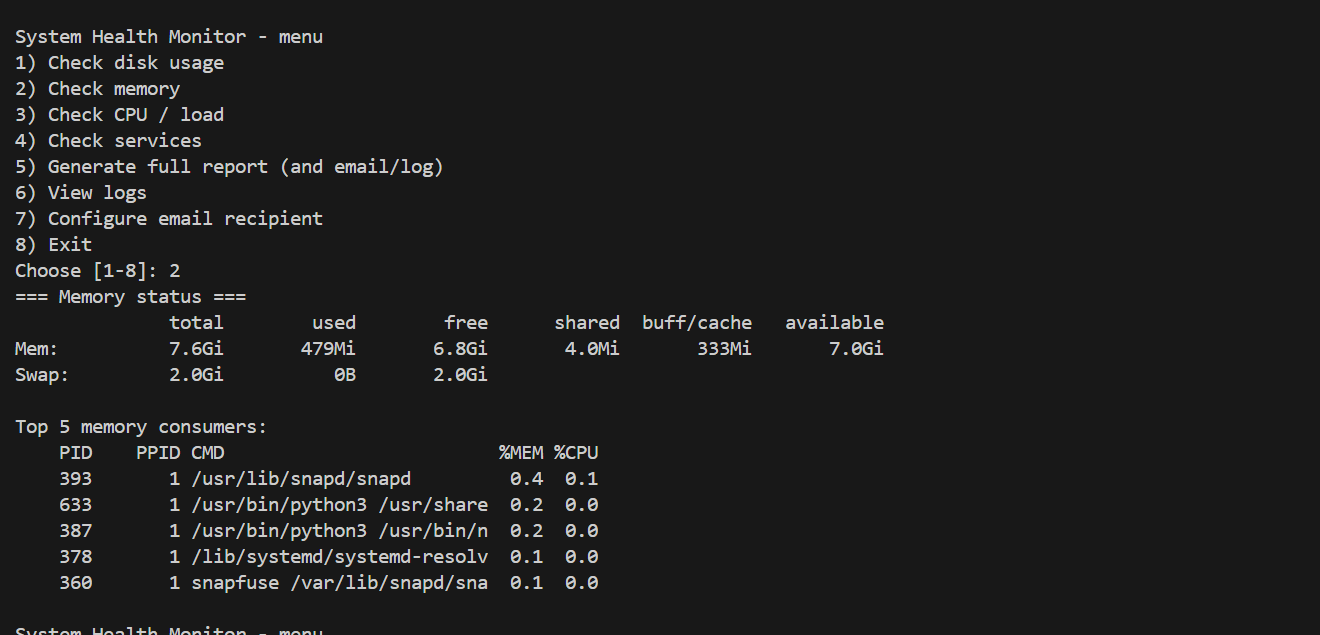 System Health Monitor - menu
1) Check disk usage
2) Check memory
3) Check CPU / load
4) Check services
5) Generate full report (and email/log)
6) View logs
7) Configure email recipient
8) Exit
Choose [1-8]: 2
=== Memory status ===
              total        used        free      shared  buff/cache   available
Mem:          7.6Gi       479Mi       6.8Gi       4.0Mi       333Mi       7.0Gi
Swap:         2.0Gi          0B       2.0Gi

Top 5 memory consumers:
    PID    PPID CMD                         %MEM %CPU
    393       1 /usr/lib/snapd/snapd         0.4  0.1
    633       1 /usr/bin/python3 /usr/share  0.2  0.0
    387       1 /usr/bin/python3 /usr/bin/n  0.2  0.0
    378       1 /lib/systemd/systemd-resolv  0.1  0.0
    360       1 snapfuse /var/lib/snapd/sna  0.1  0.0

System Health Monitor - menu